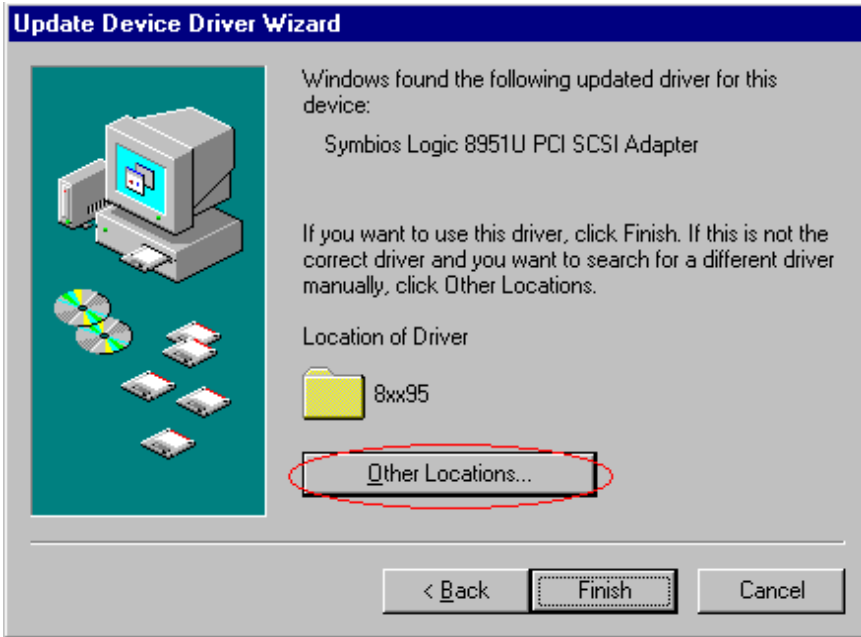 Update Device Driver Wizard
Windows found the following updated driver for this
device:
Symbios Logic 8951U PCI SCSI Adapter
If you want to use this driver, click Finish. If this is not the
correct driver and you want to search for a different driver
manually, click Other Locations.
Location of Driver
8xx95
Other Locations...
< Back
Finish
Cancel